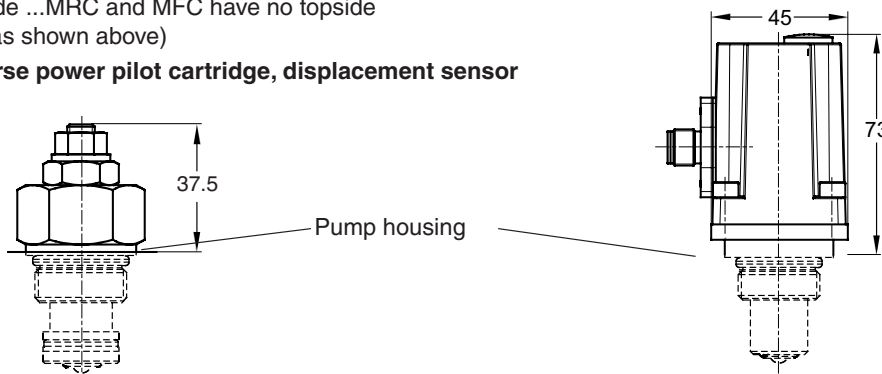 de ...MRC and MFC have no topside
as shown above)
rse power pilot cartridge, displacement sensor
45
73
37.5
Pump housing